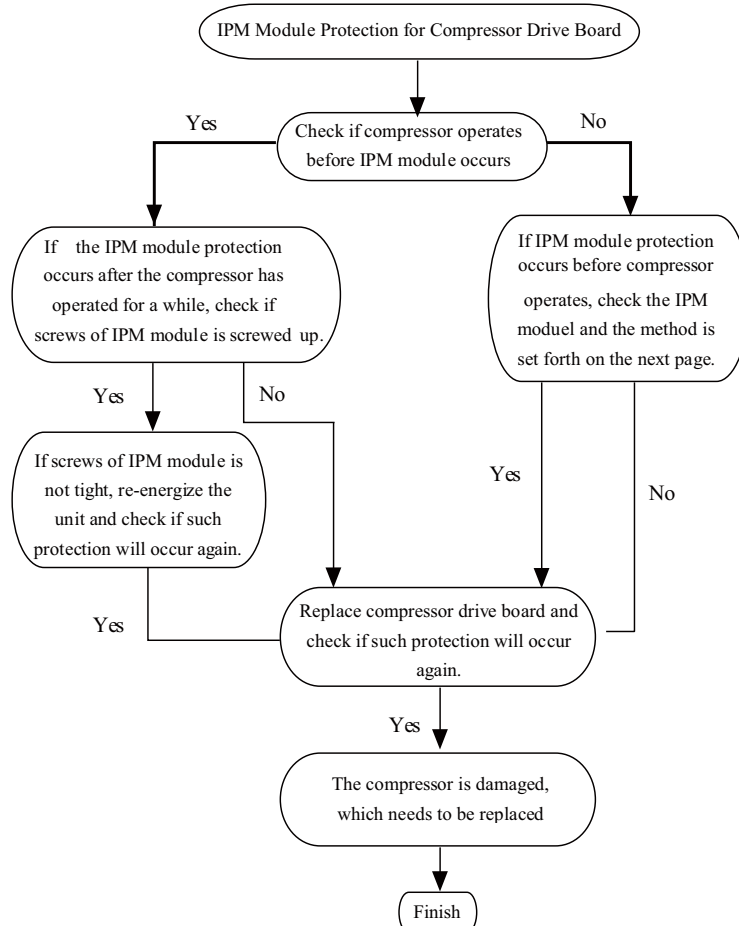 IPM Module Protection for Compressor Drive Board
Yes
No
Check if compressor operates
before IPM module occurs
If the IPM module protection
occurs after the compressor has
operated for a while, check if
screws of IPM module is screwed up.
If IPM module protection
occurs before compressor
operates, check the IPM
moduel and the method is
set forth on the next page.
Yes
No
If screws of IPM module is
not tight, re-energize the
unit and check if such
protection will occur again.
Yes
No
Yes
Replace compressor drive board and
check if such protection will occur
again.
Yes
The compressor is damaged,
which needs to be replaced
Finish